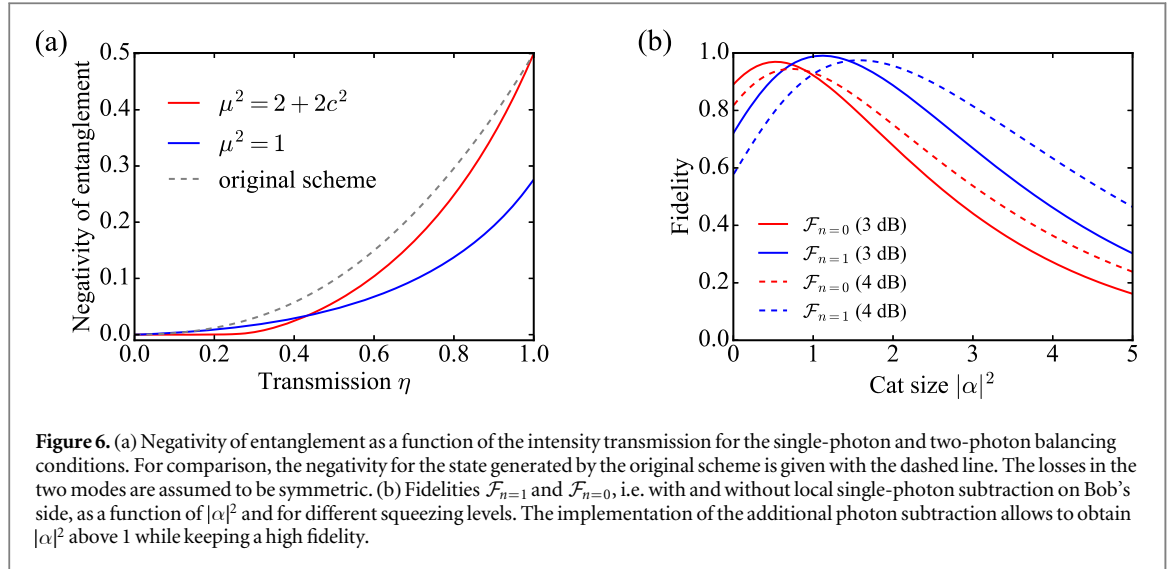 (a)
Negativity of entanglement
0.5
0.4
0.3
0.2
0.1
0.0
μ² = 2 + 2c²
μ² = 1
original scheme
0.0 0.2 0.4 0.6 0.8 1.0
Transmission η
(b)
Fidelity
1.0
0.8
0.6
0.4
0.2
0.0
ℱₙ₌₀ (3 dB)
ℱₙ₌₁ (3 dB)
ℱₙ₌₀ (4 dB)
ℱₙ₌₁ (4 dB)
0 1 2 3 4 5
Cat size |α|²
Figure 6. (a) Negativity of entanglement as a function of the intensity transmission for the single-photon and two-photon balancing
conditions. For comparison, the negativity for the state generated by the original scheme is given with the dashed line. The losses in the
two modes are assumed to be symmetric. (b) Fidelities ℱₙ₌₁ and ℱₙ₌₀, i.e. with and without local single-photon subtraction on Bob's
side, as a function of |α|² and for different squeezing levels. The implementation of the additional photon subtraction allows to obtain
|α|² above 1 while keeping a high fidelity.